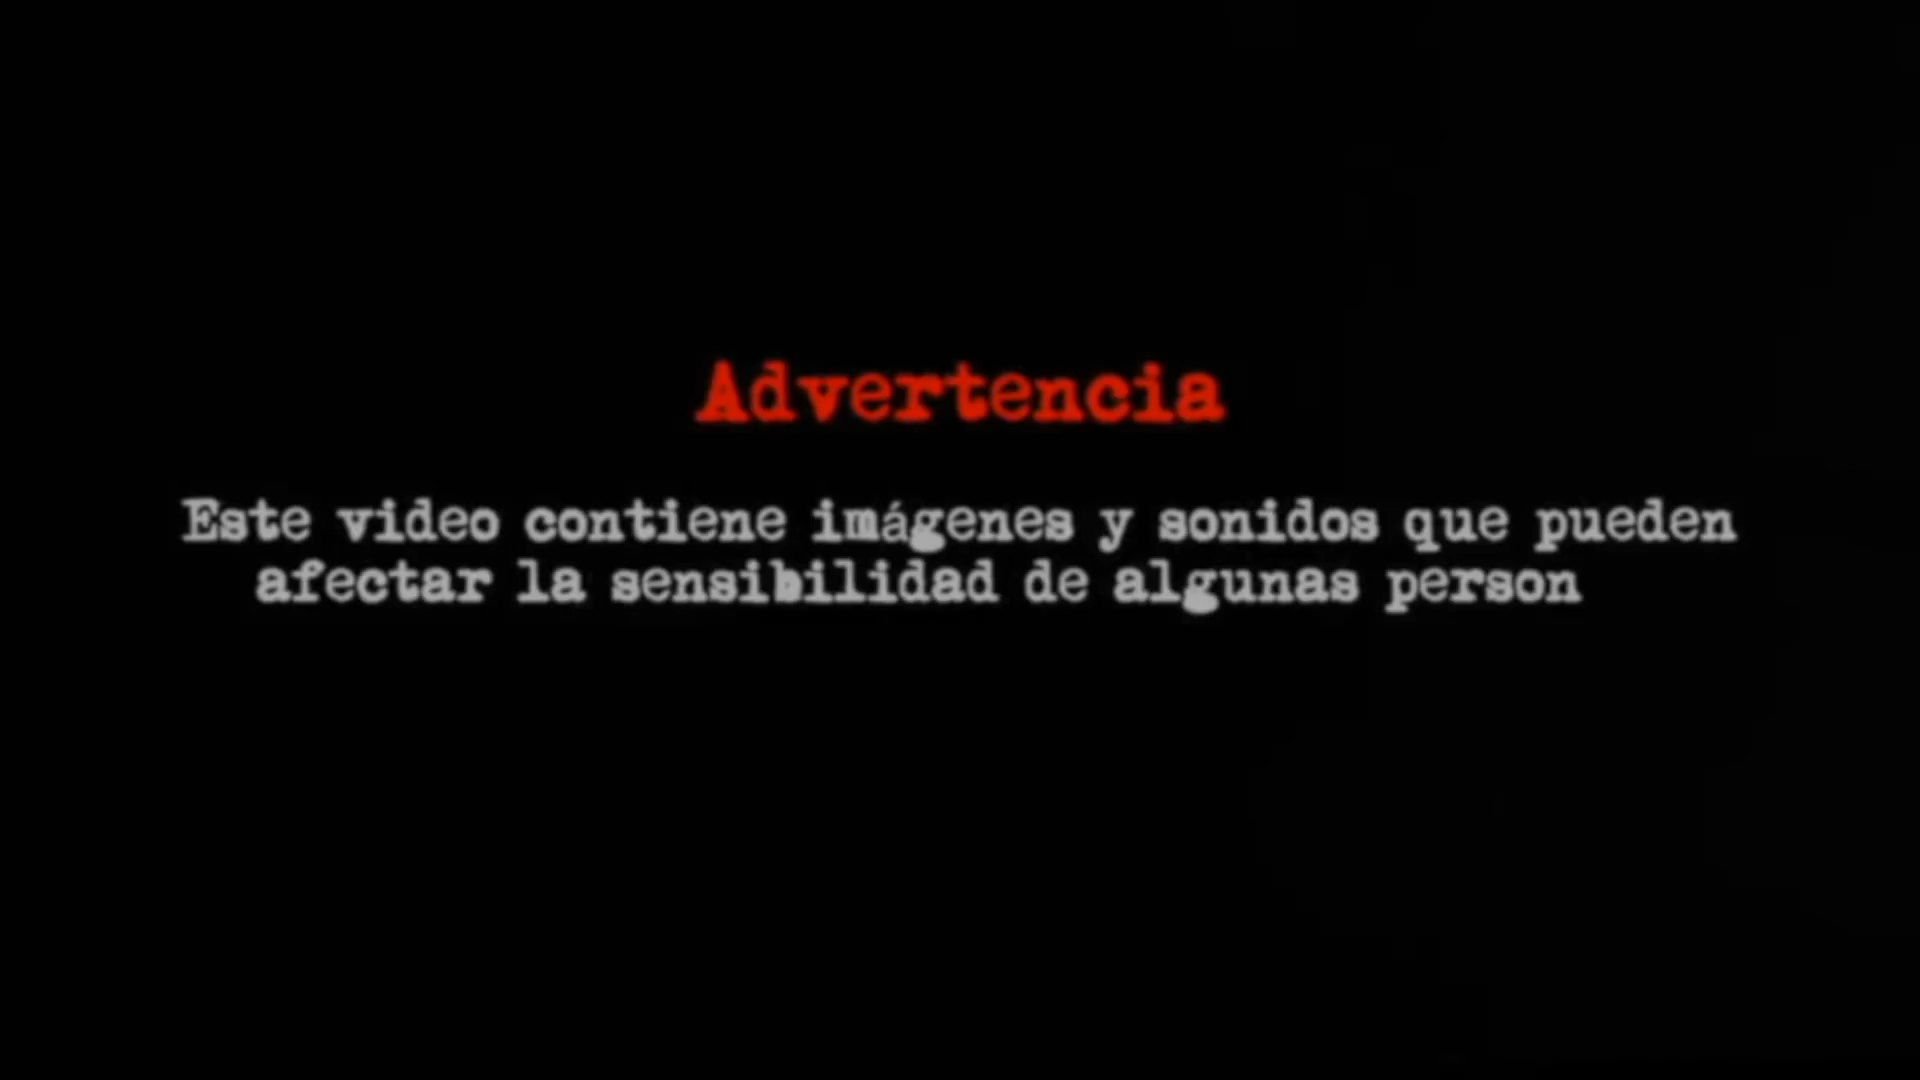 Advertencia
Este video contiene imágenes y sonidos que pueden
afectar la sensibilidad de algunas person